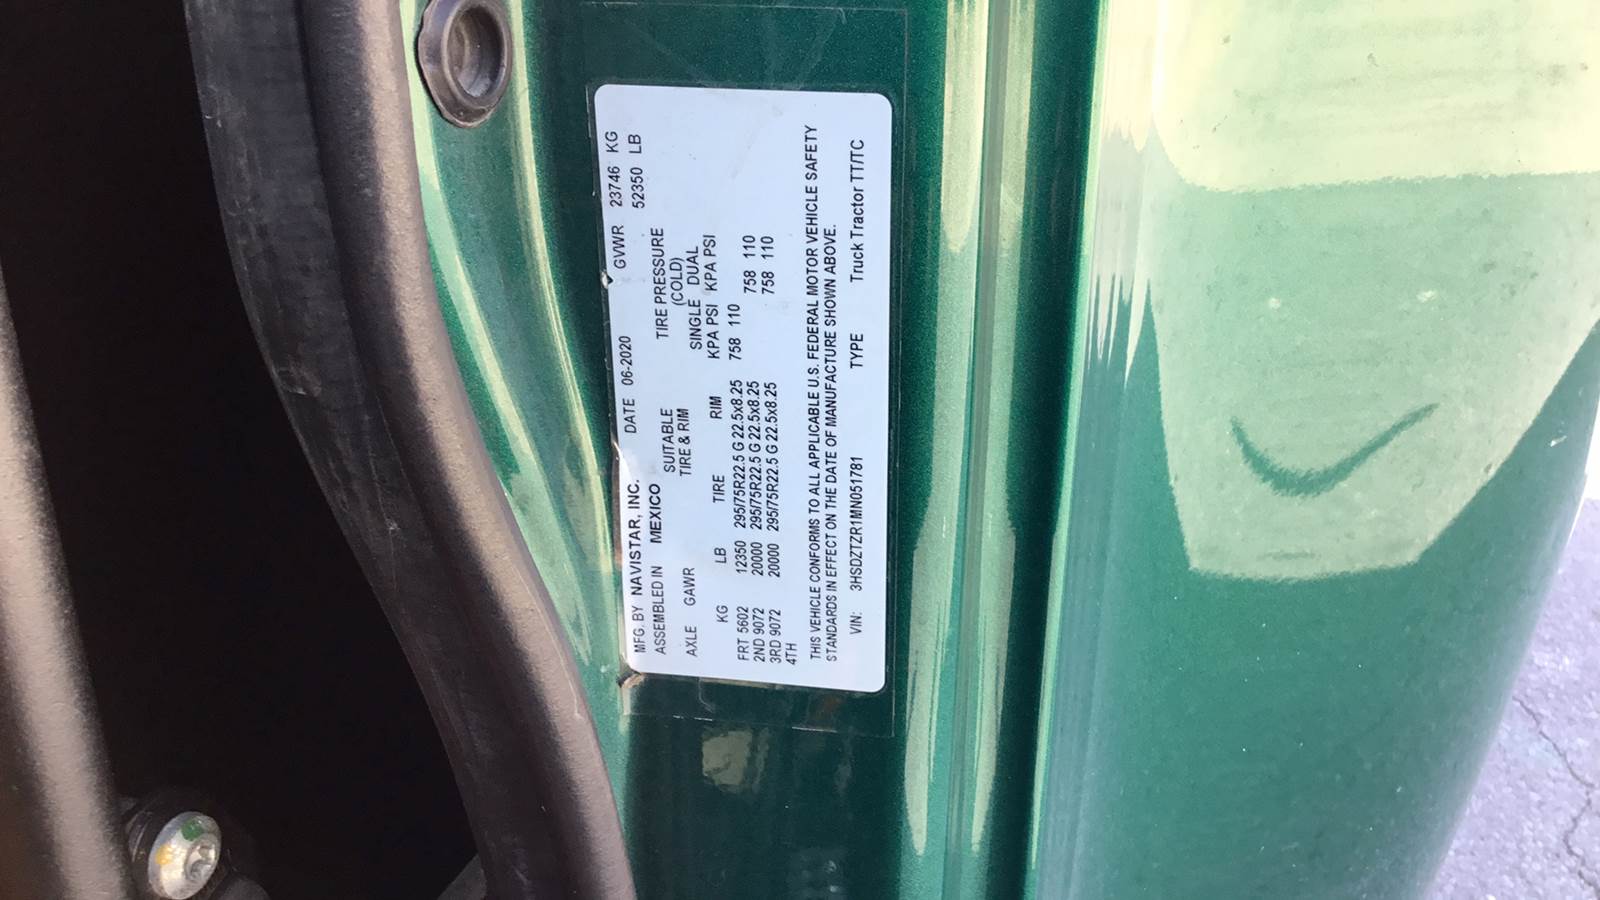 MFG. BY NAVISTAR, INC. DATE 06-2020 GVWR 23746 KG
ASSEMBLED IN MEXICO 52350 LB
SUITABLE TIRE PRESSURE
AXLE GAWR TIRE & RIM (COLD)
SINGLE DUAL
KG LB TIRE RIM KPA PSI KPA PSI
FRT 5602 12350 295/75R22.5 G 22.5x8.25 758 110
2ND 9072 20000 295/75R22.5 G 22.5x8.25 758 110
3RD 9072 20000 295/75R22.5 G 22.5x8.25 758 110
4TH
THIS VEHICLE CONFORMS TO ALL APPLICABLE U.S. FEDERAL MOTOR VEHICLE SAFETY
STANDARDS IN EFFECT ON THE DATE OF MANUFACTURE SHOWN ABOVE.
VIN: 3HSDZTZR1MN051781 TYPE Truck Tractor TT/TC